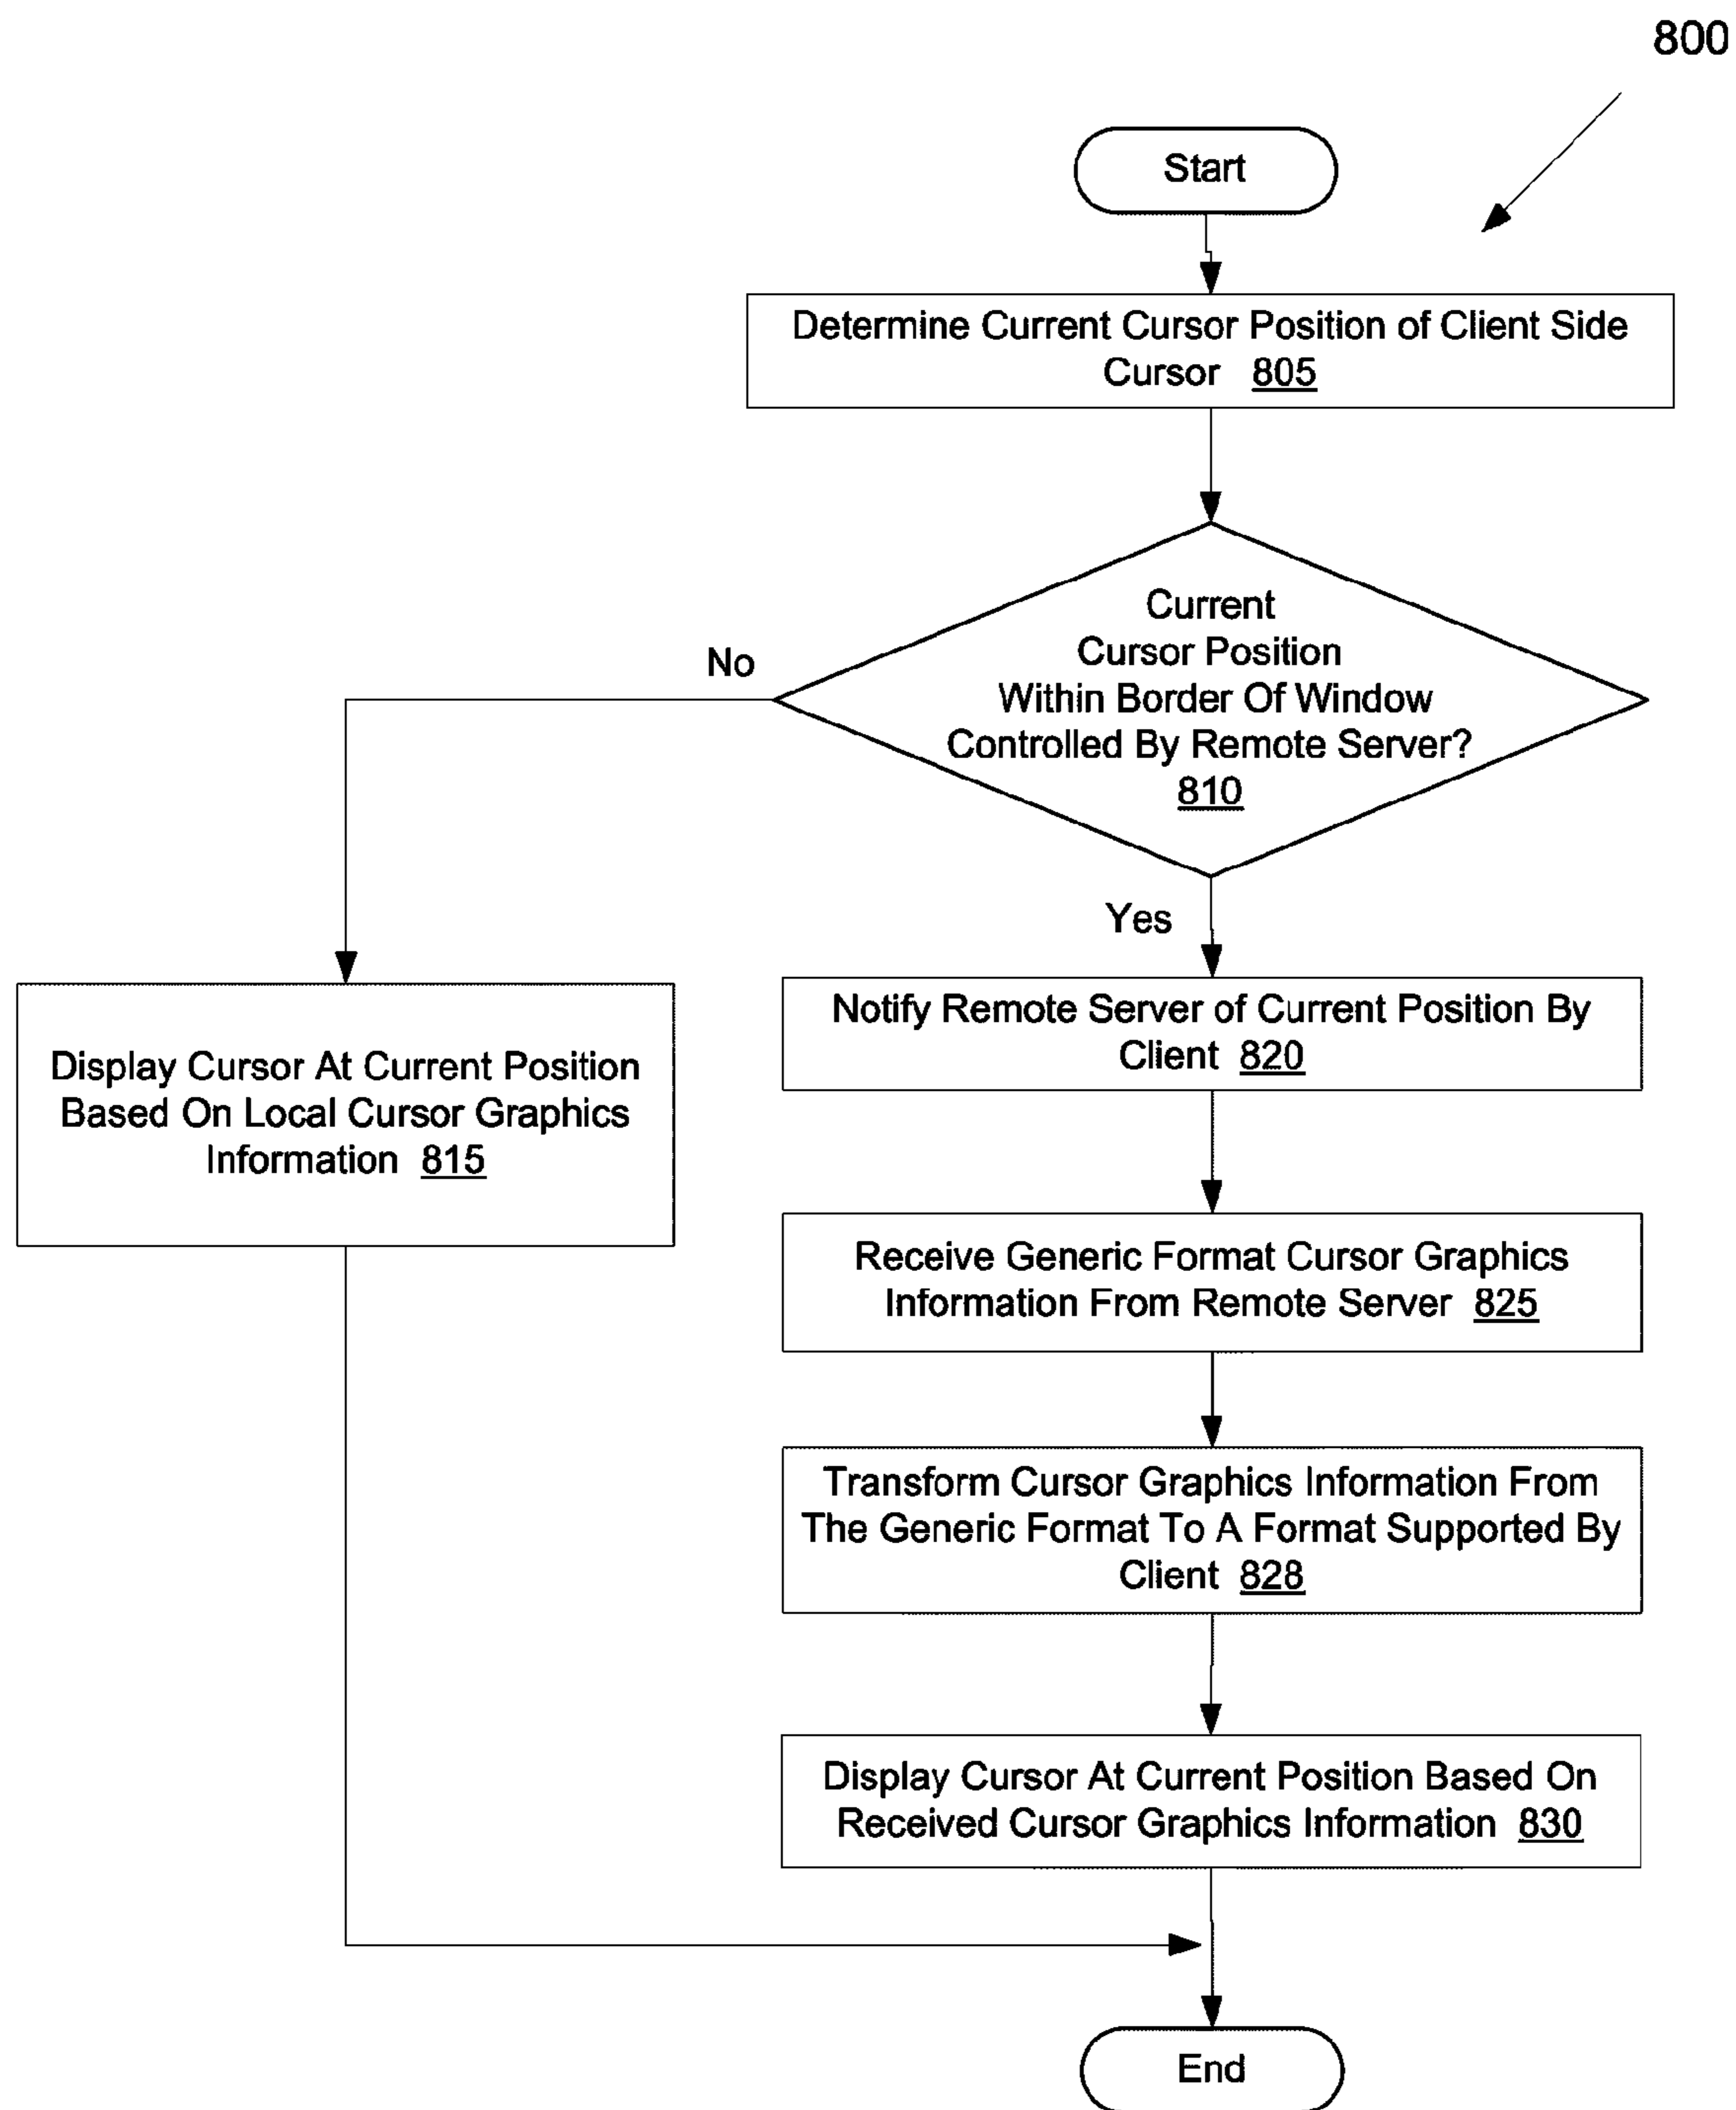 800
Start
Determine Current Cursor Position of Client Side
Cursor 805
Current
Cursor Position
Within Border Of Window
Controlled By Remote Server?
810
No
Yes
Display Cursor At Current Position
Based On Local Cursor Graphics
Information 815
Notify Remote Server of Current Position By
Client 820
Receive Generic Format Cursor Graphics
Information From Remote Server 825
Transform Cursor Graphics Information From
The Generic Format To A Format Supported By
Client 828
Display Cursor At Current Position Based On
Received Cursor Graphics Information 830
End